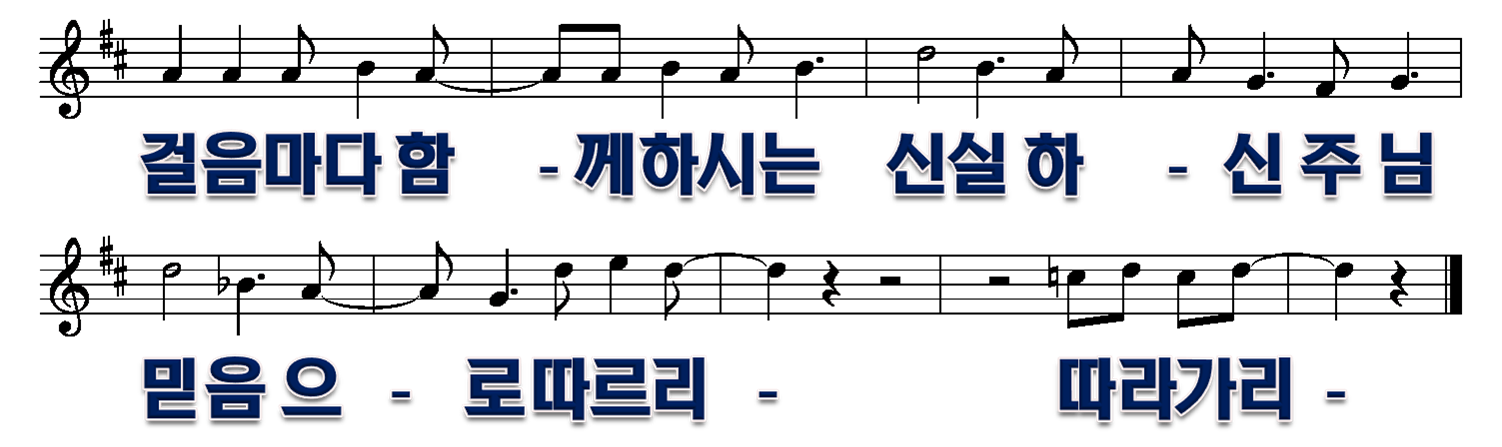 걸음마다 함 - 께하시는 신실 하 - 신 주 님
믿음 으 - 로따르리 - 따라가리 -